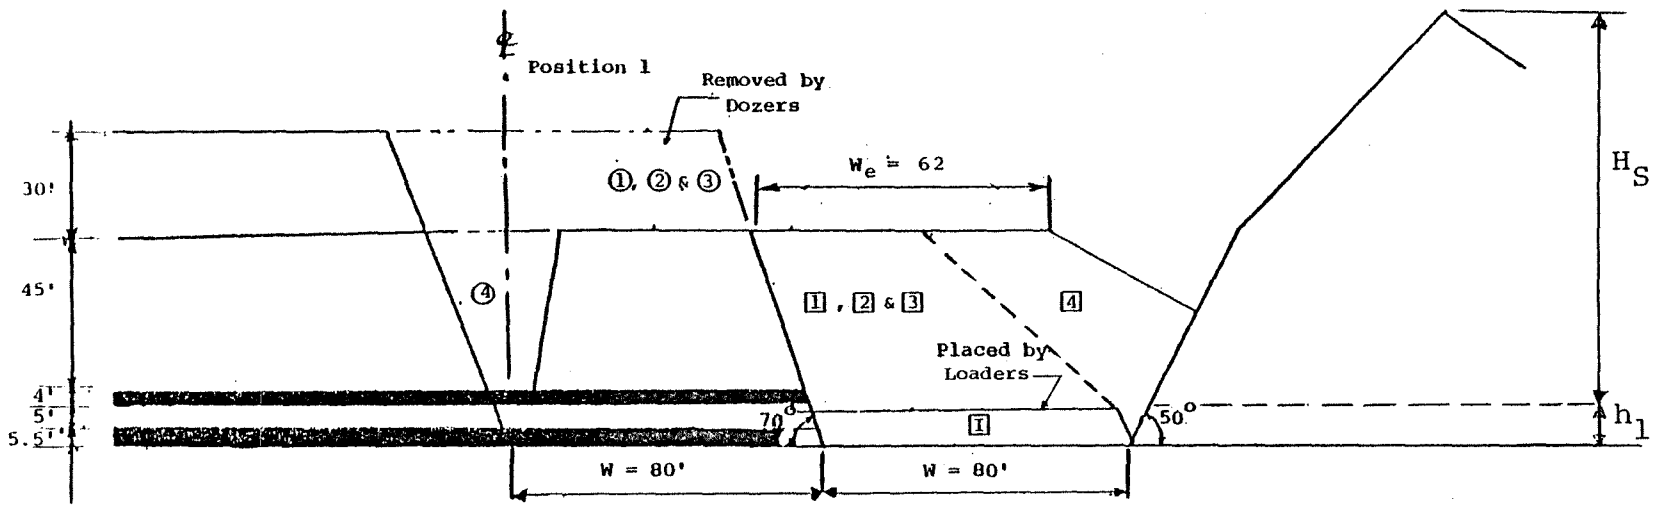 ℄
Position 1
Removed by
Dozers
①, ② & ③
We = 62
HS
30'
45'
④
1 , 2 & 3
4
Placed by
Loaders
4'
5'
5.5'
70°
I
50°
h1
W = 80'
W = 80'